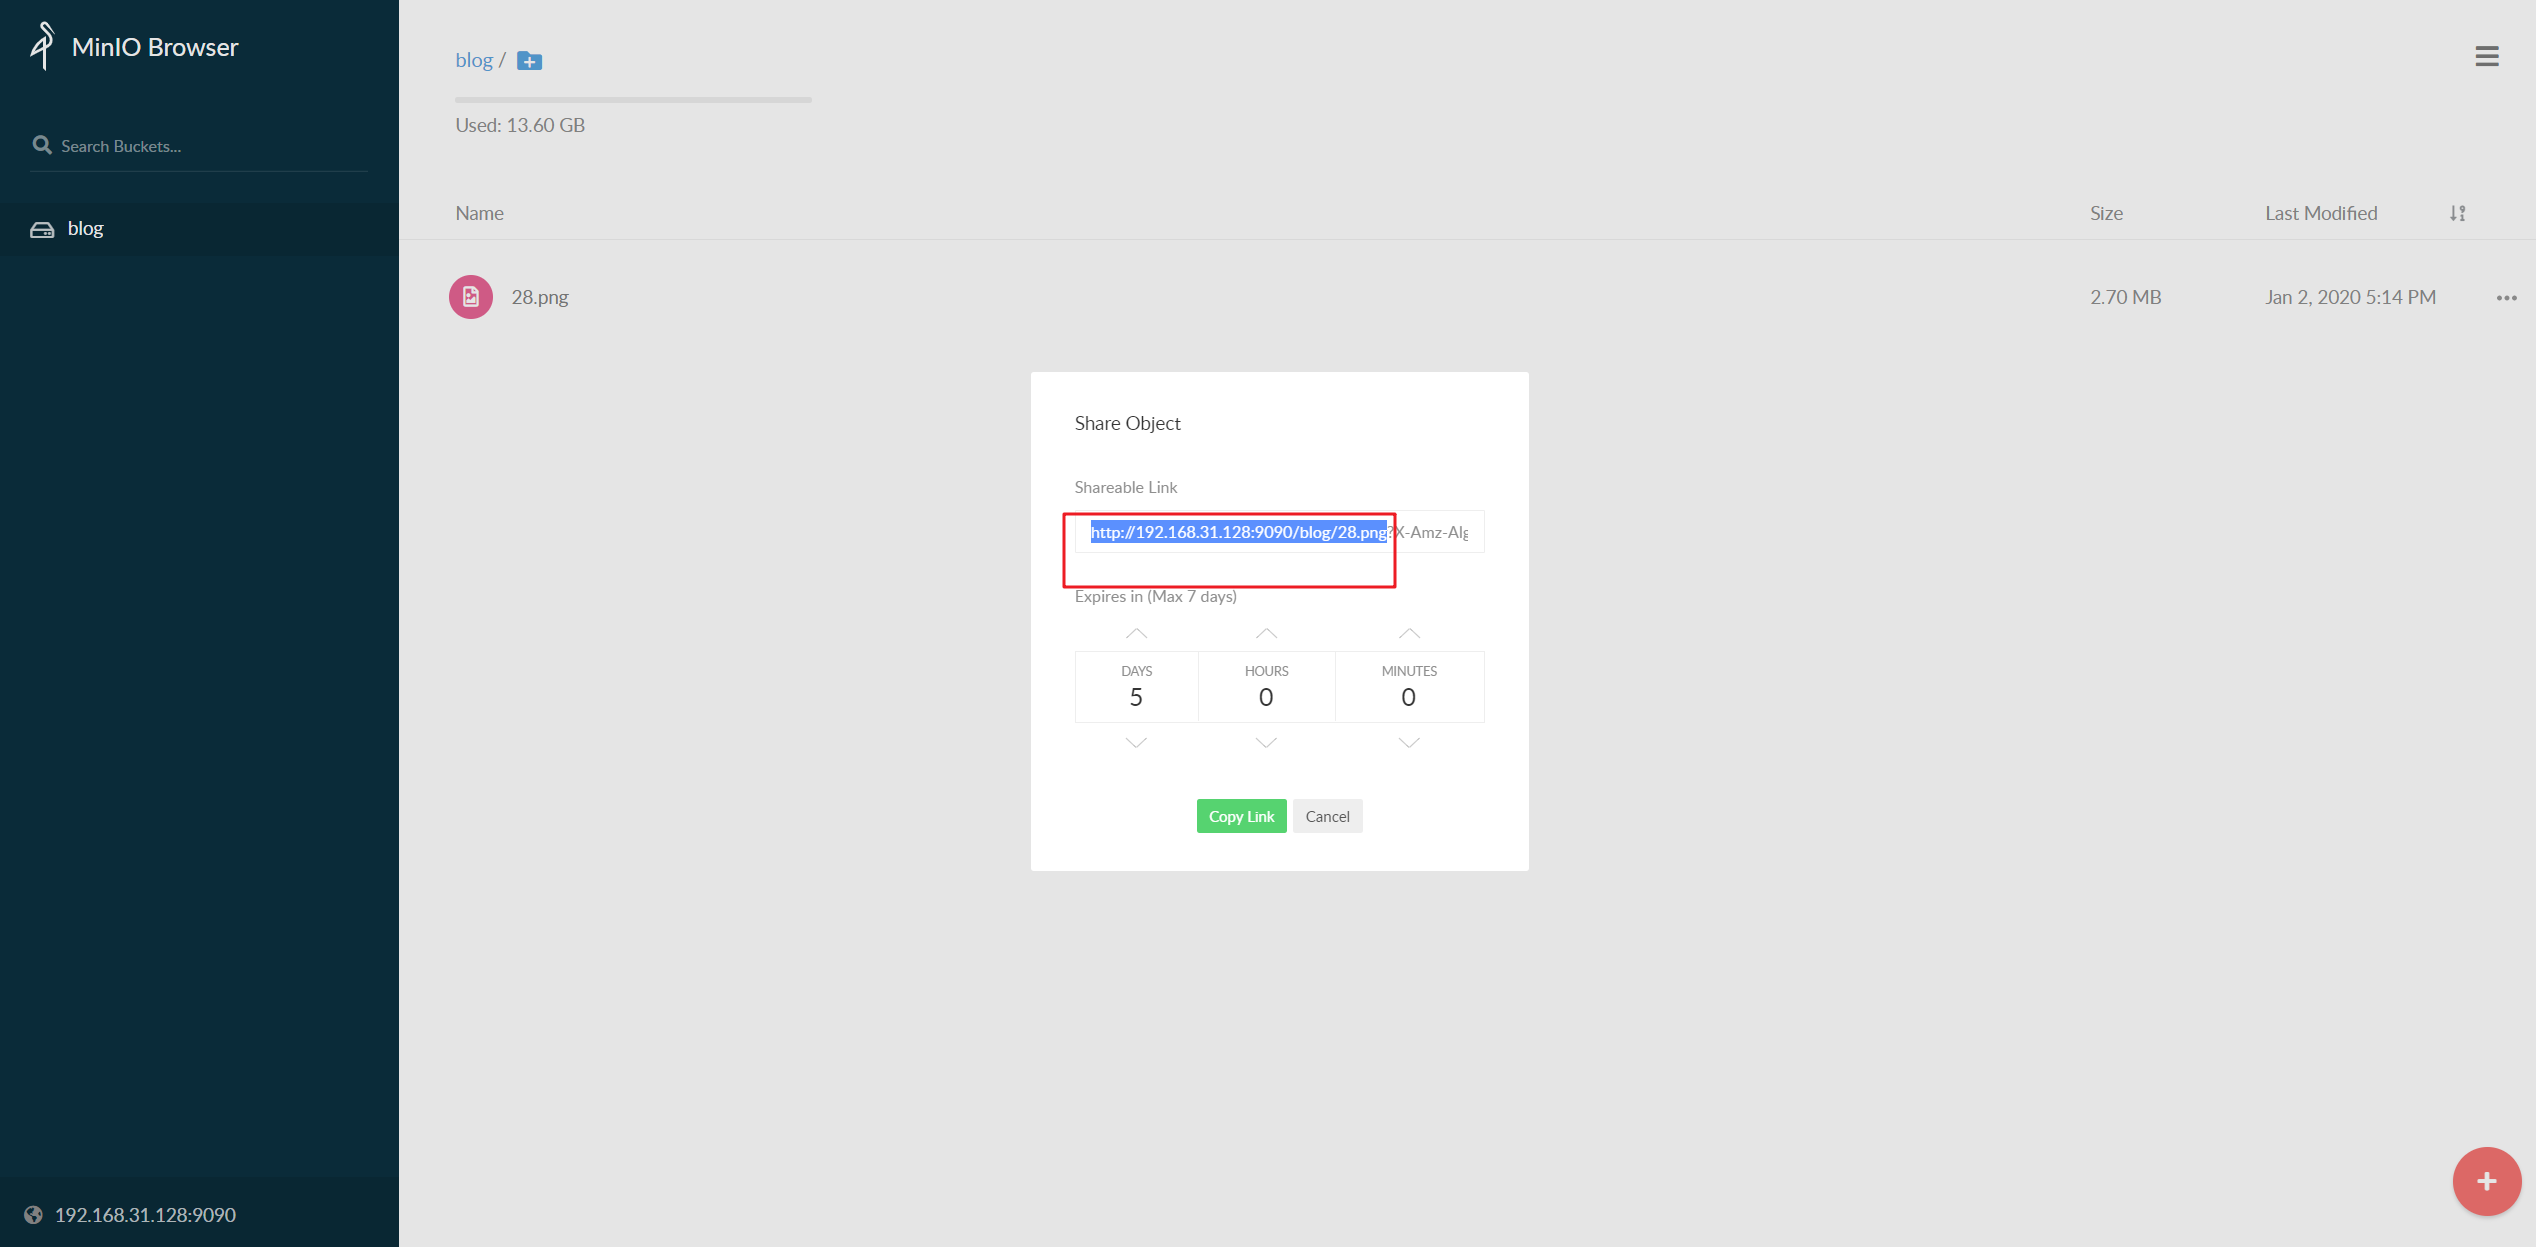 MinIO Browser
Search Buckets...
blog
192.168.31.128:9090
blog /
Used: 13.60 GB
Name Size Last Modified
28.png 2.70 MB Jan 2, 2020 5:14 PM
Share Object
Shareable Link
http://192.168.31.128:9090/blog/28.png?X-Amz-Alg
Expires in (Max 7 days)
DAYS HOURS MINUTES
5 0 0
Copy Link Cancel